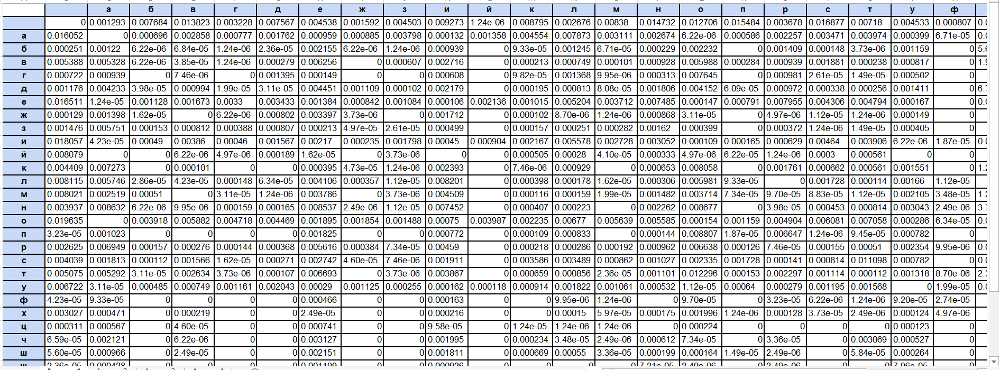 а б в г д е ж з и й к л м н о п р с т у ф
0 0.001293 0.007684 0.013823 0.003228 0.007567 0.004538 0.001592 0.004503 0.009273 1.24e-06 0.008795 0.002676 0.00838 0.014732 0.012706 0.015484 0.003678 0.016877 0.00718 0.004533 0.000807
а 0.016052 0 0.000696 0.002858 0.000777 0.001762 0.000959 0.000885 0.003798 0.000132 0.001358 0.004554 0.007873 0.003111 0.002674 6.22e-06 0.000586 0.002257 0.003471 0.003974 0.000399 6.71e-05
б 0.000251 0.00122 6.22e-06 6.84e-05 1.24e-06 2.36e-05 0.002155 6.22e-06 1.24e-06 0.000939 0 9.33e-05 0.001245 6.71e-05 0.000229 0.002232 0 0.001409 0.000148 3.73e-06 0.001159 0
в 0.005388 0.005328 6.22e-06 3.85e-05 1.24e-06 0.000279 0.006256 0 0.000607 0.002716 0 0.000213 0.000749 0.000101 0.000928 0.005988 0.000284 0.000939 0.001881 0.000238 0.000817 0
г 0.000722 0.000939 0 7.46e-06 0 0.001395 0.000149 0 0 0.000608 0 9.82e-05 0.001368 9.95e-06 0.000313 0.007645 0 0.000981 2.61e-05 1.49e-05 0.000502 0
д 0.001176 0.004233 3.98e-05 0.000994 1.99e-05 3.11e-05 0.004451 0.001109 0.000102 0.002179 0 0.000195 0.000813 8.08e-05 0.001806 0.004152 6.09e-05 0.000972 0.000338 0.000256 0.001411 0
е 0.016511 1.24e-05 0.001128 0.001673 0.0033 0.003433 0.001384 0.000842 0.001084 0.000106 0.002136 0.001015 0.005204 0.003712 0.007485 0.000147 0.000791 0.007955 0.004306 0.004794 0.000167 0
ж 0.000129 0.001398 1.62e-05 0 6.22e-06 0.000802 0.003397 3.73e-06 0 0.001712 0 0.000102 8.70e-06 1.24e-06 0.000868 3.11e-05 0 4.97e-06 1.12e-05 1.24e-06 0.000149 0
з 0.001476 0.005751 0.000153 0.000812 0.000388 0.000807 0.000213 4.97e-05 2.61e-05 0.000499 0 0.000157 0.000251 0.000282 0.00162 0.000399 0 0.000372 1.24e-06 1.49e-05 0.000405 0
и 0.018057 4.23e-05 0.00049 0.00386 0.00046 0.001567 0.00217 0.000235 0.001798 0.00045 0.000904 0.002167 0.005578 0.002728 0.003052 0.000109 0.000165 0.000629 0.00464 0.003906 6.22e-06 1.87e-05
й 0.008079 0 0 6.22e-06 4.97e-06 0.000189 1.62e-05 0 3.73e-06 0 0 0.000505 0.00028 4.10e-05 0.000333 4.97e-06 6.22e-05 1.24e-06 0.0003 0.000561 0 0
к 0.004409 0.007273 0 0.000101 0 0 0.000395 4.73e-05 1.24e-06 0.002393 0 7.46e-06 0.000929 0 0.000653 0.008058 0 0.001761 0.000662 0.000561 0.001551 0
л 0.008115 0.005746 2.86e-05 4.23e-05 0.000148 6.34e-05 0.004106 0.000357 1.12e-05 0.008201 0 0.000398 0.000178 1.62e-05 0.000306 0.005981 9.33e-05 0 0.001728 0.000114 0.00166 1.12e-05
м 0.008021 0.002519 0.00051 0 3.11e-05 1.24e-06 0.003786 0 3.73e-06 0.004509 0 0.000116 0.000159 1.99e-05 0.001482 0.003714 7.34e-05 9.70e-05 8.83e-05 1.12e-05 0.002105 3.48e-05
н 0.003937 0.008632 6.22e-06 9.95e-06 0.000159 0.000165 0.008537 2.49e-06 1.12e-05 0.007452 0 0.000407 0.000223 0 0.002262 0.008677 0 3.98e-05 0.000453 0.000814 0.003043 2.49e-06
о 0.019635 0 0.003918 0.005882 0.004718 0.004469 0.001895 0.001854 0.001488 0.00075 0.003987 0.002235 0.00677 0.005639 0.005585 0.000154 0.001159 0.004904 0.006081 0.007058 0.000286 6.34e-05
п 3.23e-05 0.001023 0 0 0 0 0.001825 0 0 0.000772 0 0.000109 0.000833 0 0.000144 0.008807 1.87e-05 0.006647 1.24e-06 9.45e-05 0.000782 0
р 0.002625 0.006949 0.000157 0.000276 0.000144 0.000368 0.005616 0.000384 7.34e-05 0.00459 0 0.000218 0.000286 0.000192 0.000962 0.006638 0.000126 7.46e-05 0.000155 0.00051 0.002354 9.95e-06
с 0.004039 0.001813 0.000112 0.001566 1.62e-05 0.000271 0.002742 4.60e-05 7.46e-06 0.001911 0 0.003586 0.003489 0.000862 0.001027 0.002335 0.001728 0.000141 0.000814 0.011098 0.000782 0
т 0.005075 0.005292 3.11e-05 0.002634 3.73e-06 0.000107 0.006693 0 3.73e-06 0.003867 0 0.000659 0.000856 2.36e-05 0.001101 0.012296 0.000153 0.002297 0.001114 0.000112 0.001318 8.70e-06
у 0.006722 3.11e-05 0.000485 0.000749 0.001161 0.002043 0.00029 0.001125 0.000255 0.000162 0.000118 0.000914 0.001822 0.001061 0.000532 1.12e-05 0.00064 0.000279 0.001195 0.001568 0 1.99e-05
ф 4.23e-05 9.33e-05 0 0 0 0 0.000466 0 0 0.000163 0 0 9.95e-06 1.24e-06 0 9.70e-05 0 3.23e-05 6.22e-06 1.24e-06 9.20e-05 2.74e-05
х 0.003027 0.000471 0 0.000219 0 0 2.49e-05 0 0 0.000216 0 0 0.00015 5.97e-05 0.000175 0.001996 1.24e-06 0.000128 3.73e-05 2.49e-06 0.000124 4.97e-06
ц 0.000311 0.000567 0 4.60e-05 0 0 0.000741 0 0 9.58e-05 0 1.24e-05 1.24e-06 1.24e-06 0 0.000224 0 0 0 0 0.000123 0
ч 6.59e-05 0.002121 0 6.22e-06 0 0 0.003127 0 0 0.001995 0 0.000234 3.48e-05 2.49e-06 0.000612 7.34e-05 0 3.36e-05 0 0.003069 0.000527 0
ш 5.60e-05 0.000966 0 2.49e-05 0 0 0.002151 0 0 0.001811 0 0.000669 0.00055 3.36e-05 0.000199 0.000164 1.49e-05 2.49e-06 0 5.84e-05 0.000264 0